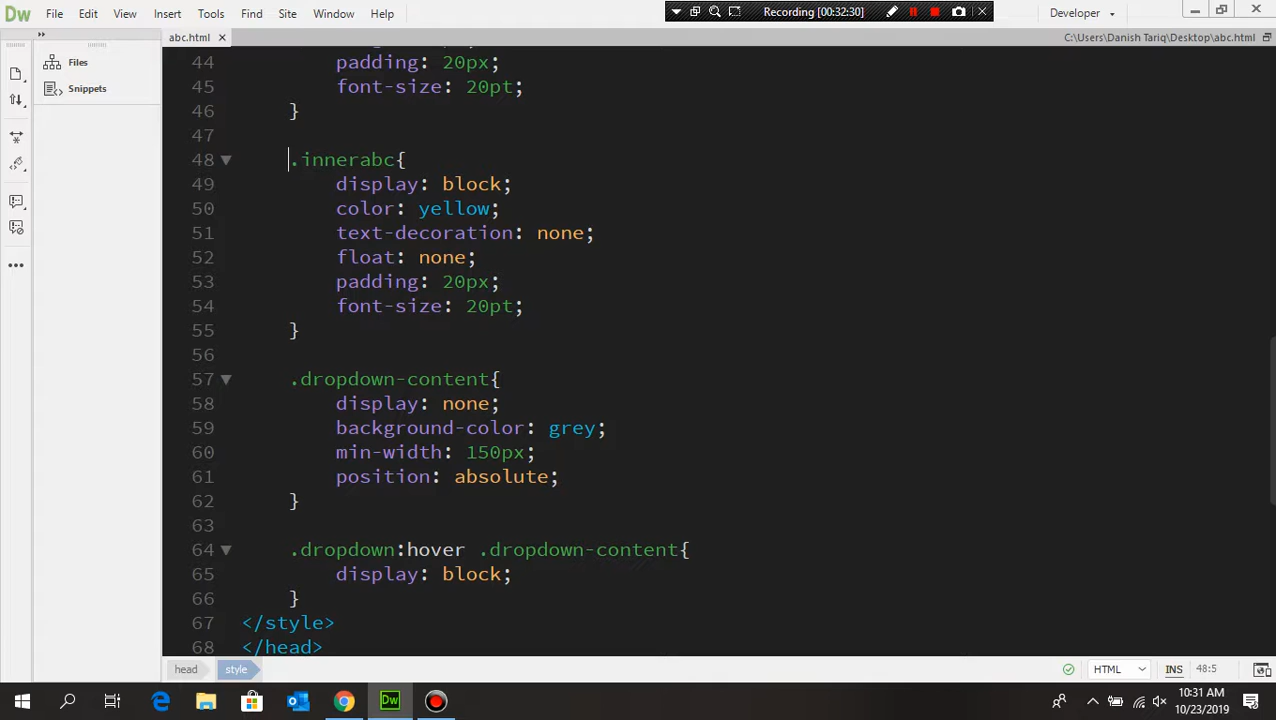 Dw
File
Edit
View
Insert
Tools
Find
Site
Window
Help
Recording [00:32:30]
Developer
abc.html
C:\Users\Danish Tariq\Desktop\abc.html
Files
Snippets
44 padding: 20px;
45 font-size: 20pt;
46 }
47
48 .innerabc{
49 display: block;
50 color: yellow;
51 text-decoration: none;
52 float: none;
53 padding: 20px;
54 font-size: 20pt;
55 }
56
57 .dropdown-content{
58 display: none;
59 background-color: grey;
60 min-width: 150px;
61 position: absolute;
62 }
63
64 .dropdown:hover .dropdown-content{
65 display: block;
66 }
67 </style>
68 </head>
head style
HTML INS 48:5
Dw
10:31 AM
10/23/2019